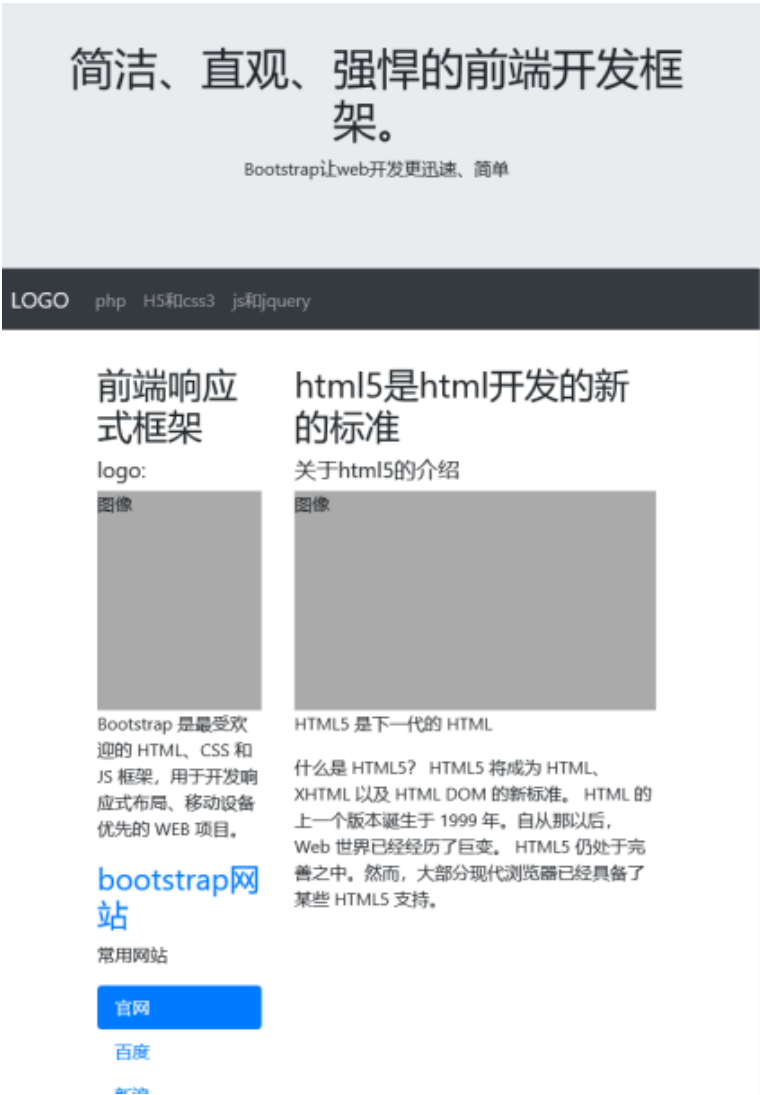 简洁、直观、强悍的前端开发框
架。
Bootstrap让web开发更迅速、简单
LOGO php H5和css3 js和jquery
前端响应
式框架
logo:
图像
Bootstrap 是最受欢
迎的 HTML、CSS 和
JS 框架，用于开发响
应式布局、移动设备
优先的 WEB 项目。
bootstrap网
站
常用网站
官网
百度
新浪
html5是html开发的新
的标准
关于html5的介绍
图像
HTML5 是下一代的 HTML
什么是 HTML5？ HTML5 将成为 HTML、
XHTML 以及 HTML DOM 的新标准。 HTML 的
上一个版本诞生于 1999 年。自从那以后，
Web 世界已经经历了巨变。 HTML5 仍处于完
善之中。然而，大部分现代浏览器已经具备了
某些 HTML5 支持。